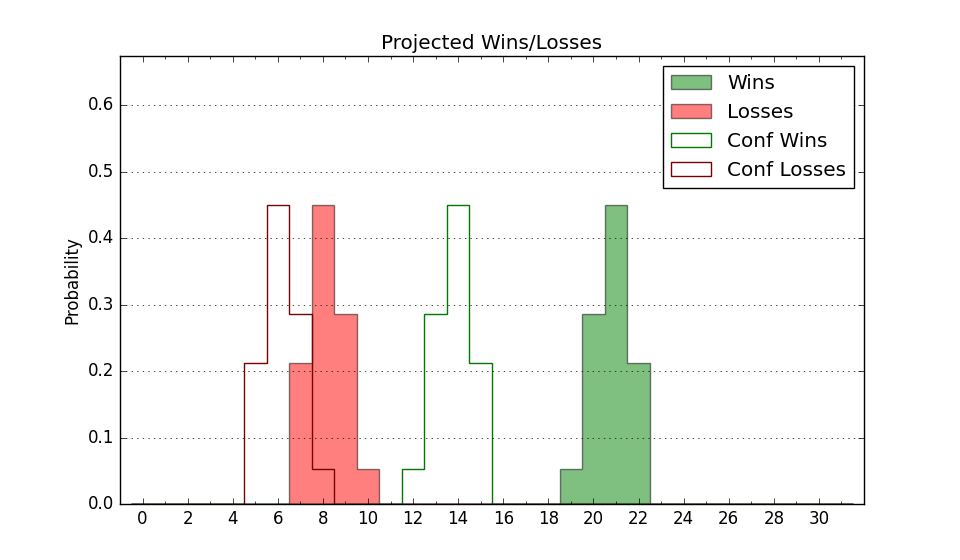 Projected Wins/Losses
Wins
Losses
Conf Wins
Conf Losses
Probability
0.6
0.5
0.4
0.3
0.2
0.1
0.0
0 2 4 6 8 10 12 14 16 18 20 22 24 26 28 30